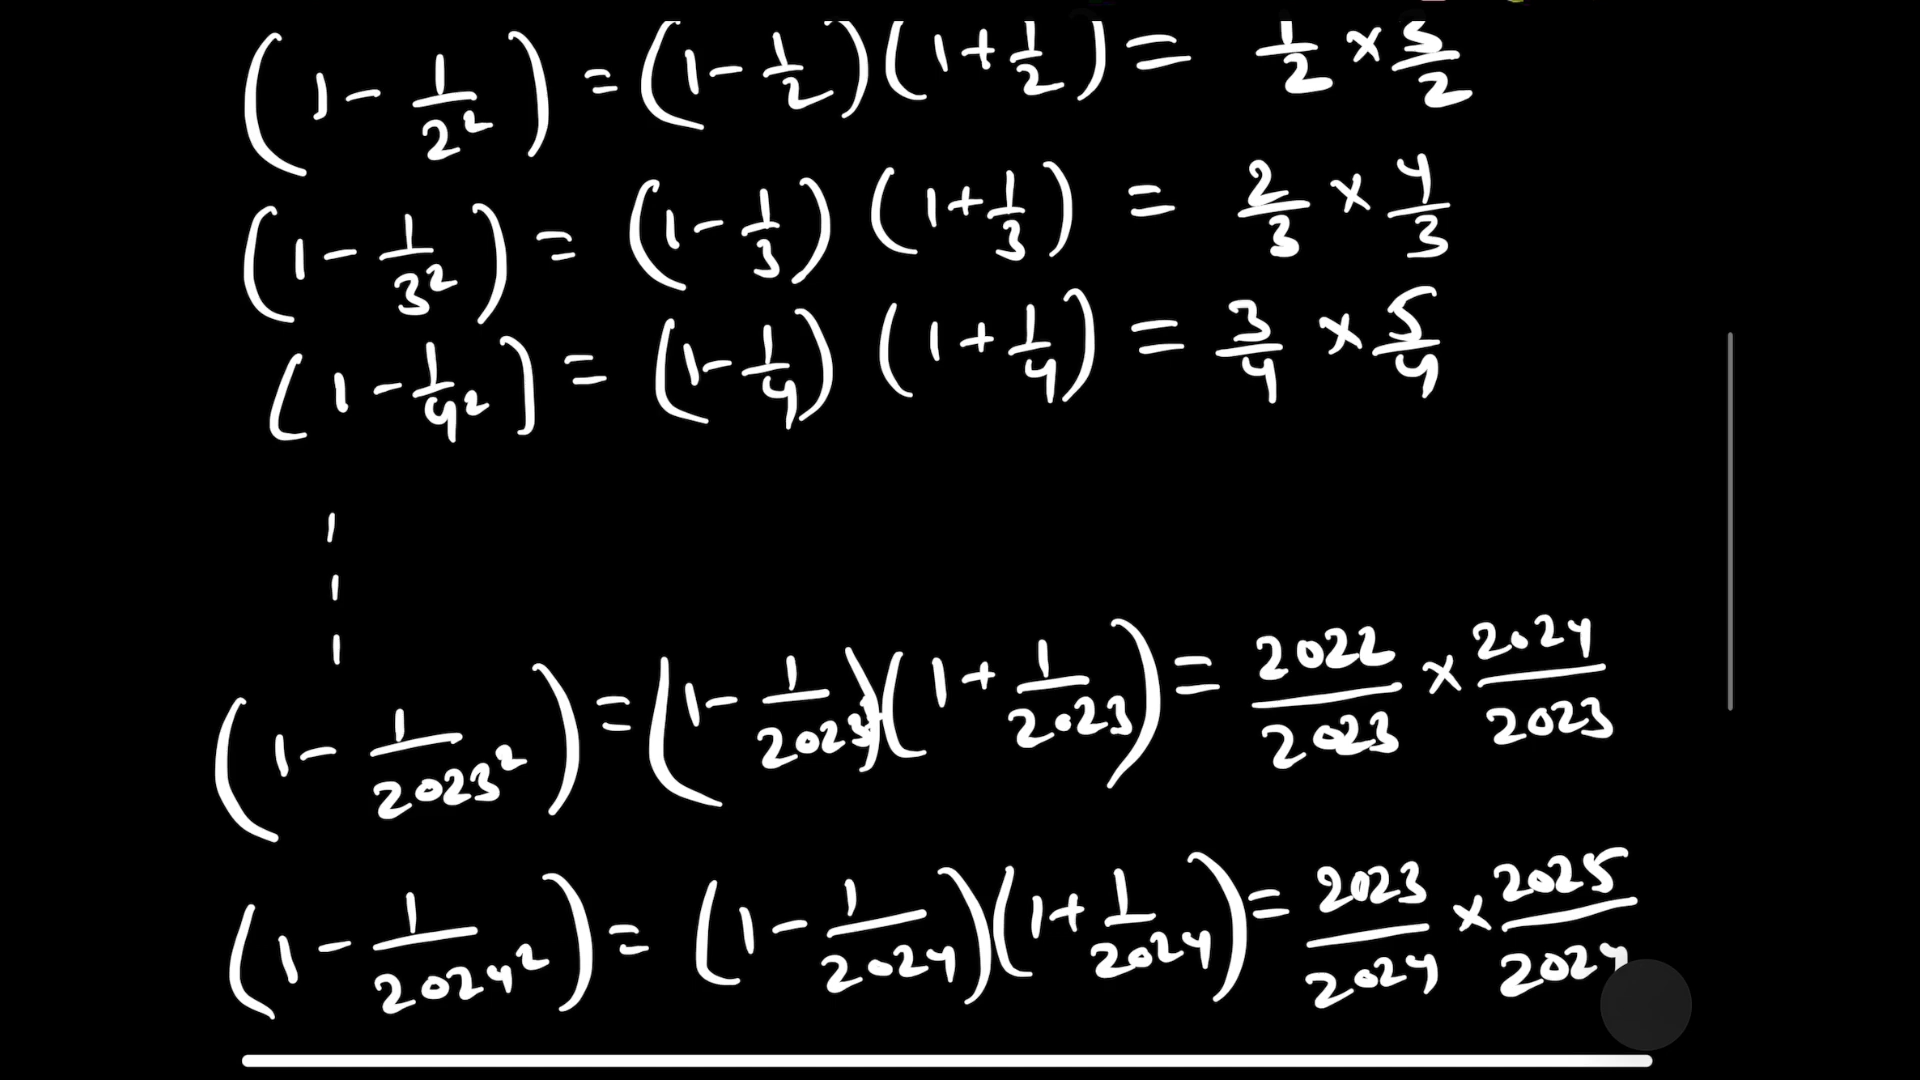 (1 - 1/2²) = (1 - 1/2)(1 + 1/2) = 1/2 × 3/2
(1 - 1/3²) = (1 - 1/3)(1 + 1/3) = 2/3 × 4/3
(1 - 1/4²) = (1 - 1/4)(1 + 1/4) = 3/4 × 5/4
(1 - 1/2023²) = (1 - 1/2023)(1 + 1/2023) = 2022/2023 × 2024/2023
(1 - 1/2024²) = (1 - 1/2024)(1 + 1/2024) = 2023/2024 × 2025/2024